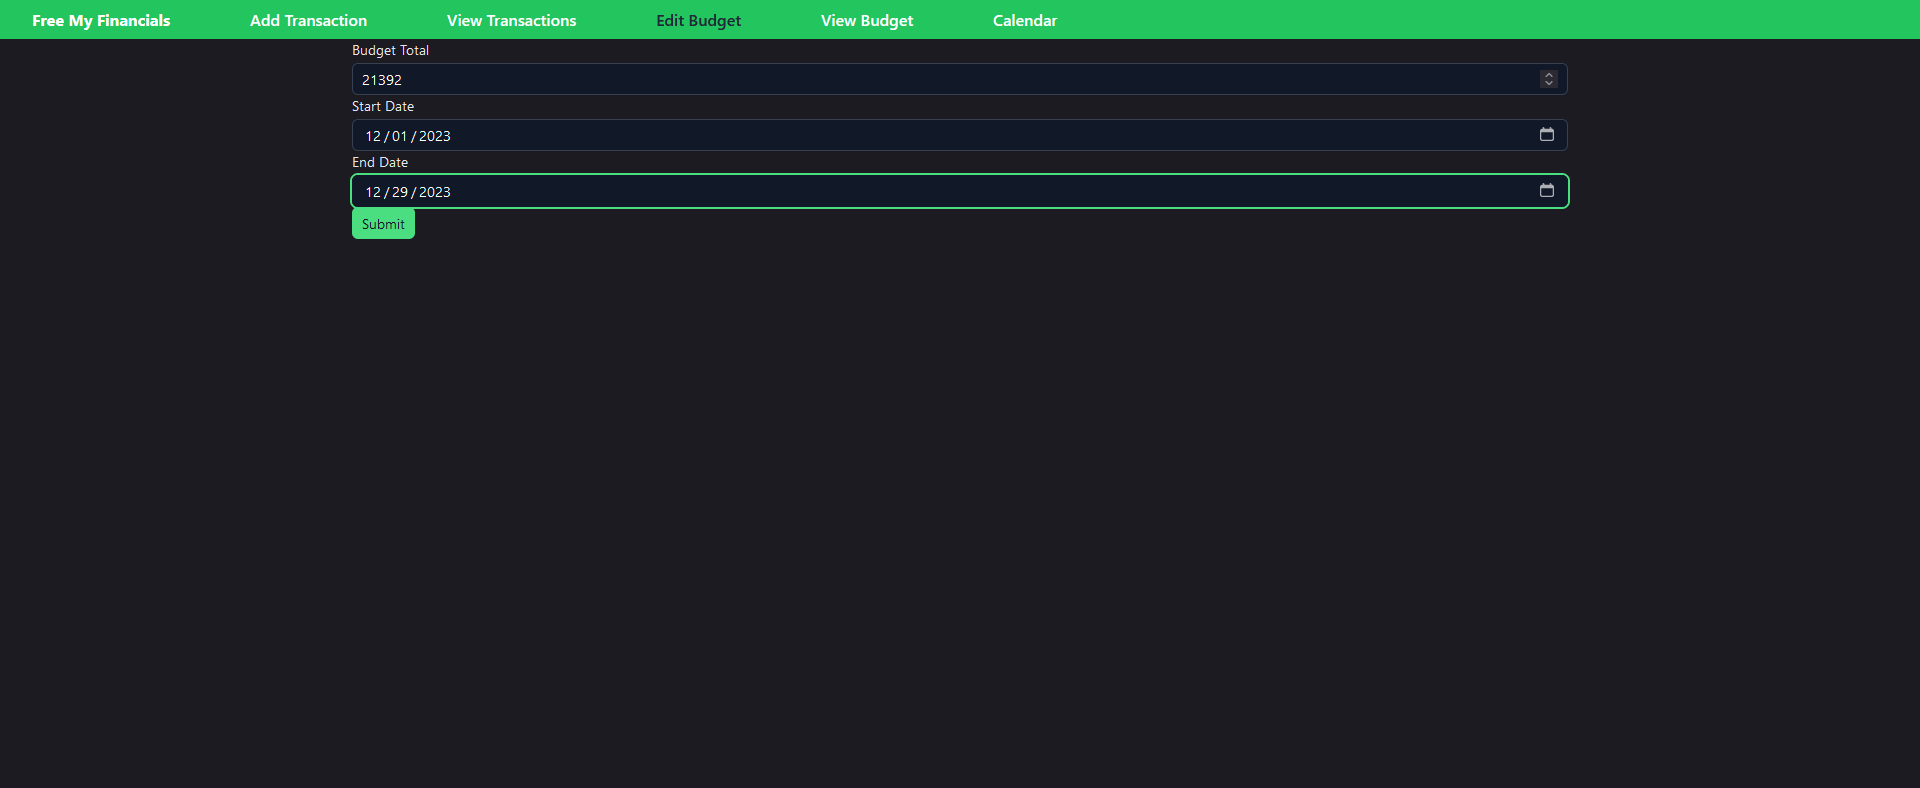 Free My Financials Add Transaction View Transactions Edit Budget View Budget Calendar
Budget Total
21392
Start Date
12/01/2023
End Date
12/29/2023
Submit